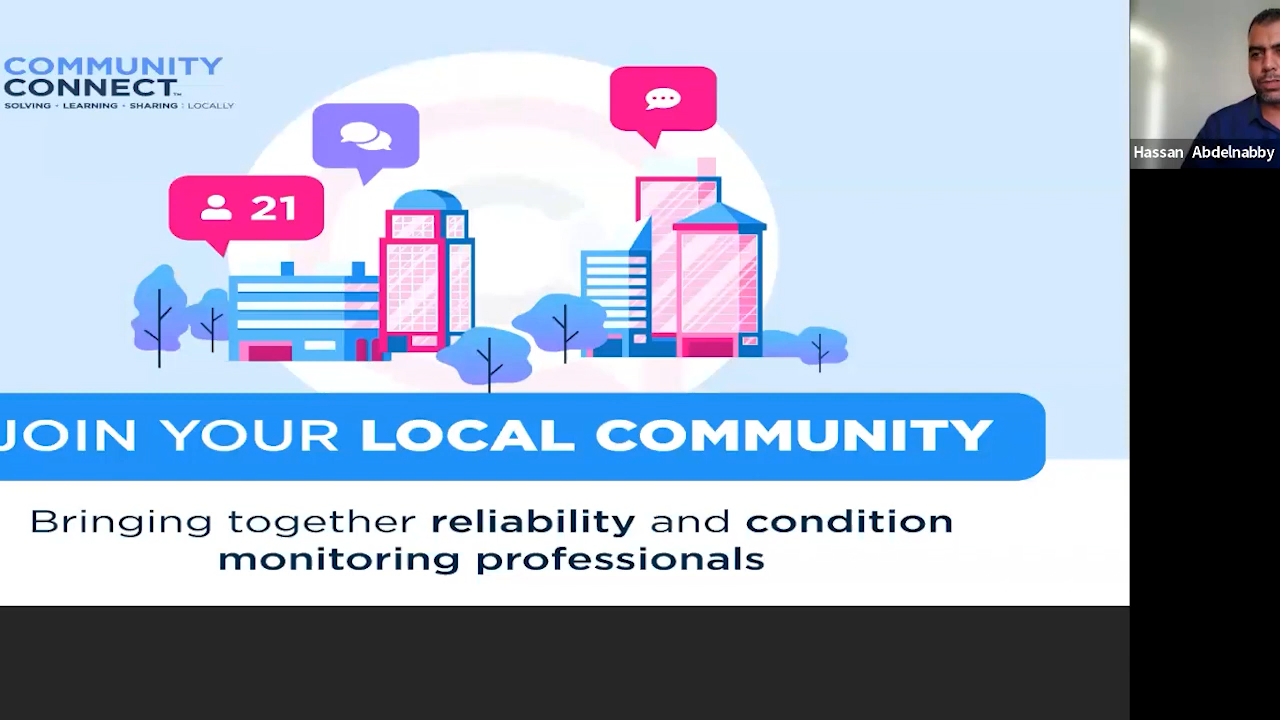 COMMUNITY
CONNECT™
SOLVING • LEARNING • SHARING : LOCALLY
21
Hassan Abdelnabby
JOIN YOUR LOCAL COMMUNITY
Bringing together reliability and condition
monitoring professionals